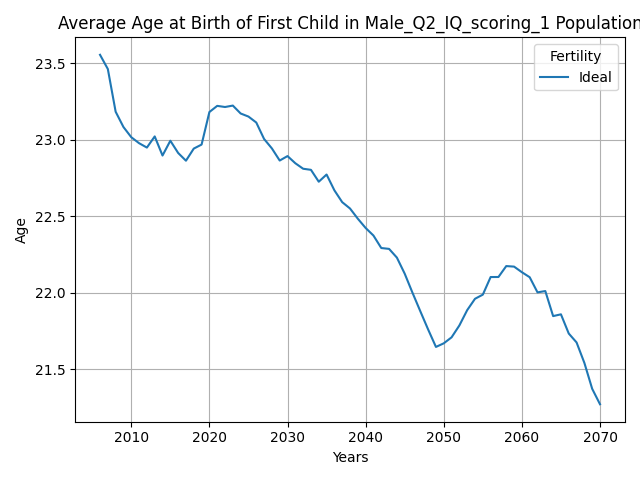 Average Age at Birth of First Child in Male_Q2_IQ_scoring_1 Population
Fertility
Ideal
23.5
23.0
22.5
22.0
21.5
Age
2010 2020 2030 2040 2050 2060 2070
Years